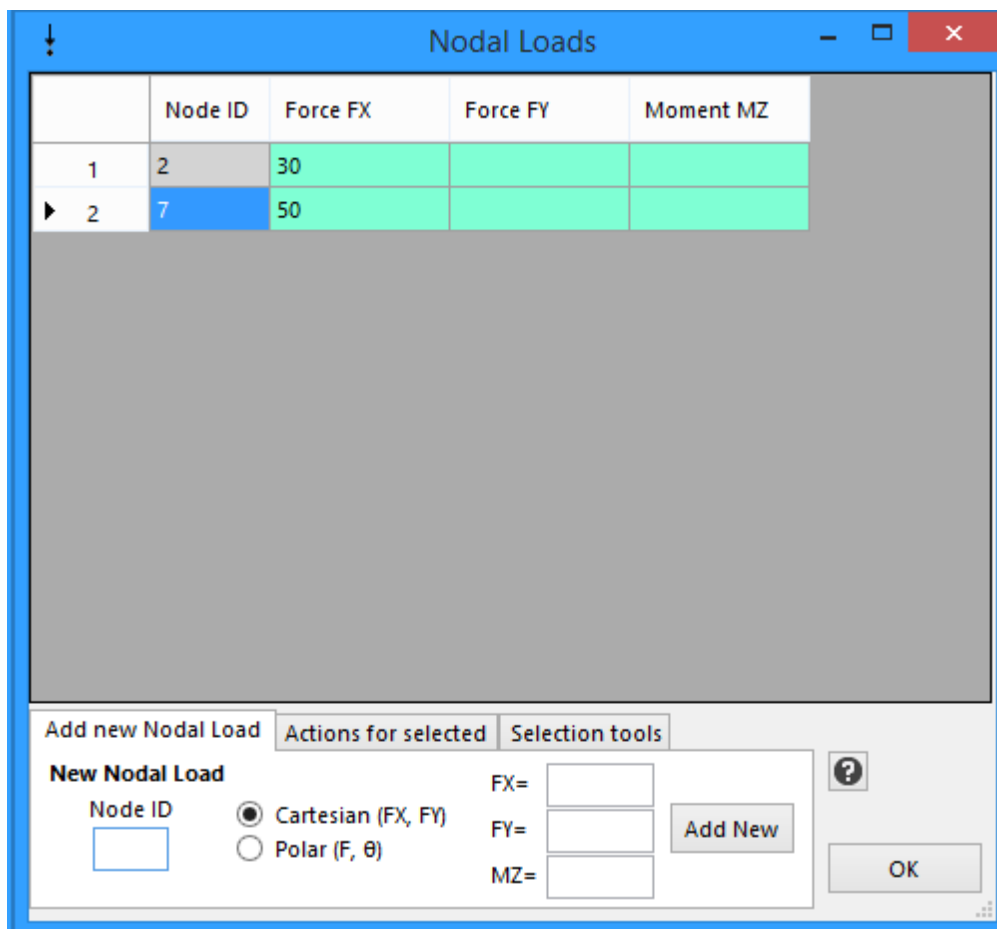 Nodal Loads
Node ID Force FX Force FY Moment MZ
1 2 30
2 7 50
Add new Nodal Load Actions for selected Selection tools
New Nodal Load
Node ID
Cartesian (FX, FY)
Polar (F, θ)
FX=
FY=
MZ=
Add New
?
OK